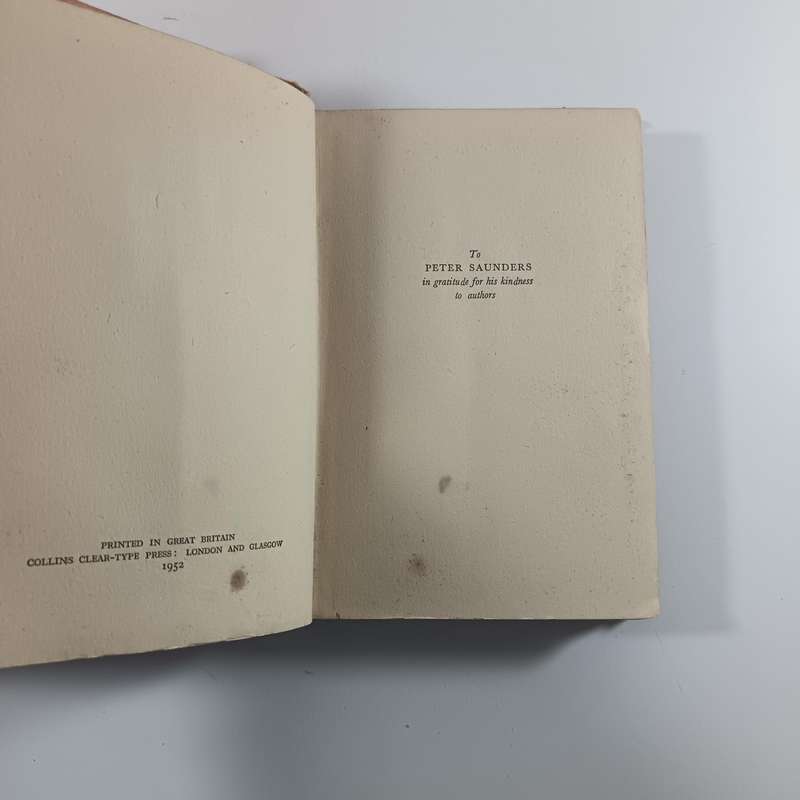 PRINTED IN GREAT BRITAIN
COLLINS CLEAR-TYPE PRESS: LONDON AND GLASGOW
1952
To
PETER SAUNDERS
in gratitude for his kindness
to authors